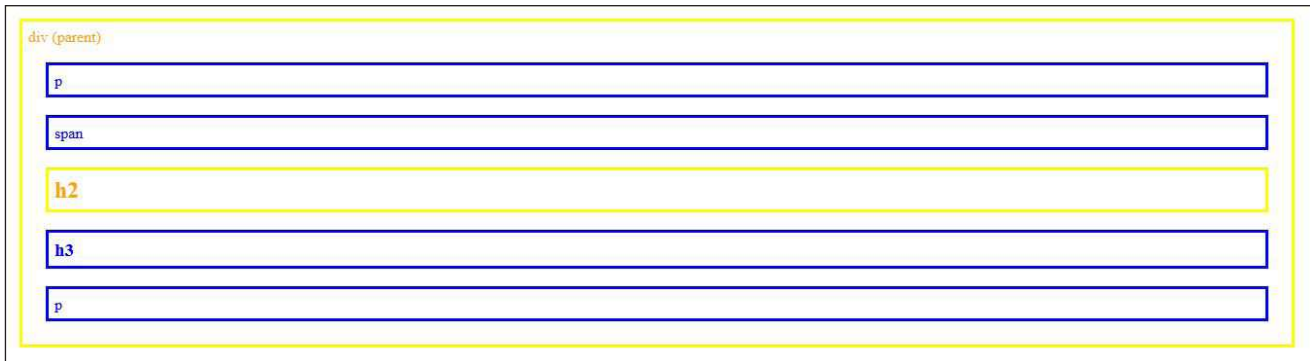 div (parent)
p
span
h2
h3
p